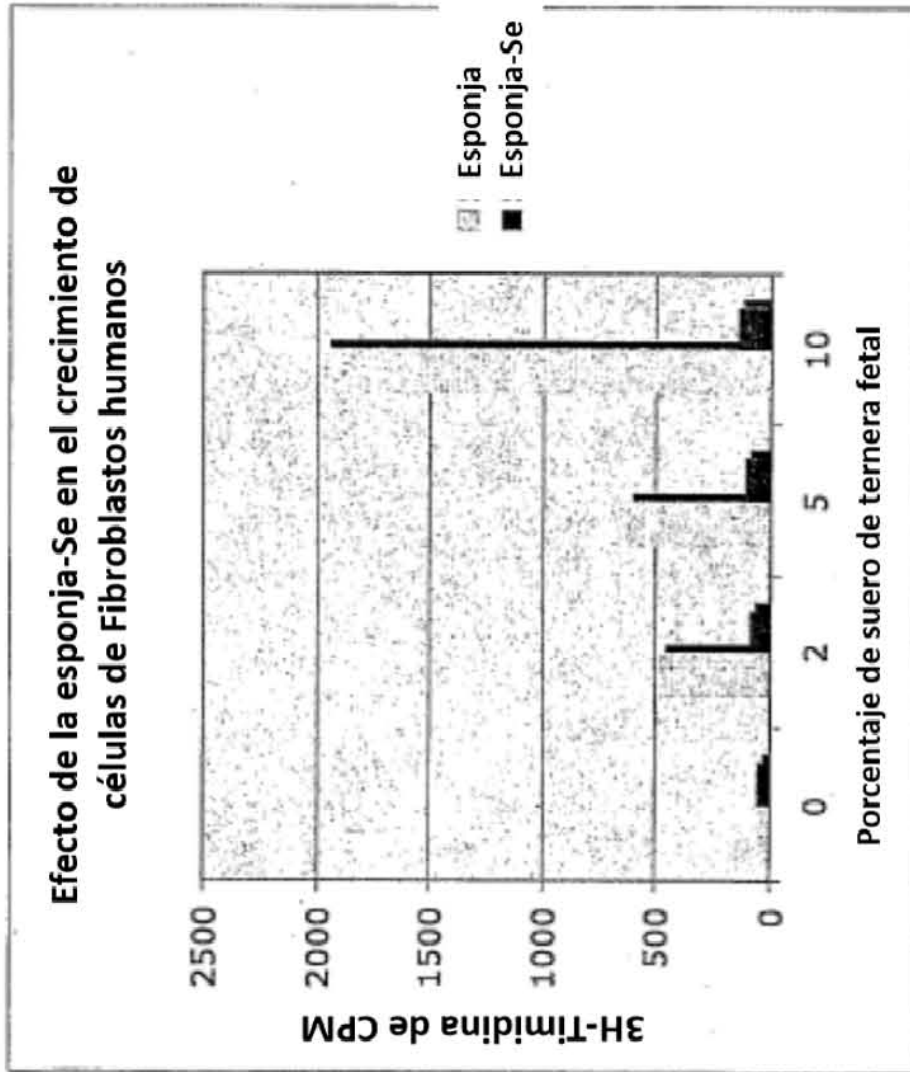 Efecto de la esponja-Se en el crecimiento de
células de Fibroblastos humanos
3H-Timidina de CPM
2500
2000
1500
1000
500
0
0 2 5 10
Porcentaje de suero de ternera fetal
Esponja
Esponja-Se